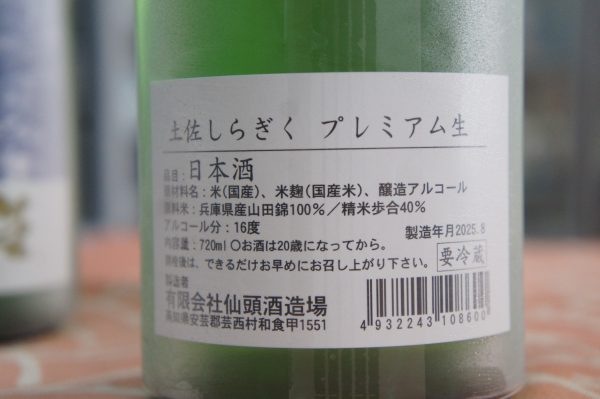 土佐しらぎく プレミアム生
品目：日本酒
原材料名：米(国産)、米麹(国産米)、醸造アルコール
原料米：兵庫県産山田錦100％／精米歩合40％
アルコール分：16度
製造年月2025.8
内容量：720ml 〇お酒は20歳になってから。
開栓後は、できるだけお早めにお召し上がり下さい。
要冷蔵
製造者
有限会社仙頭酒造場
高知県安芸郡芸西村和食甲1551
4 932243 108600